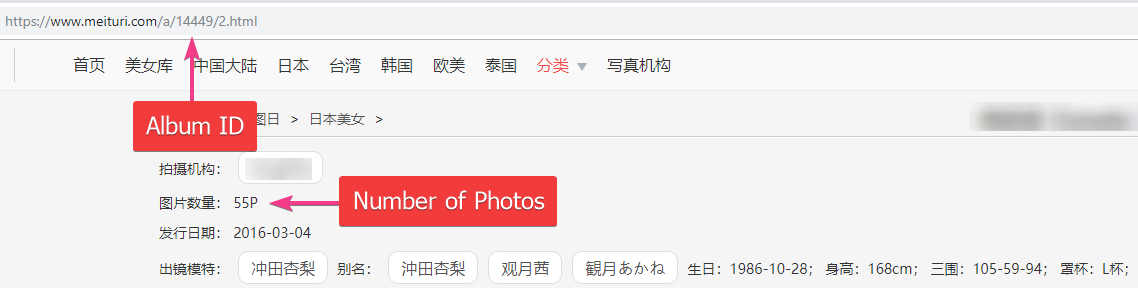 https://www.meituri.com/a/14449/2.html
首页 美女库 中国大陆 日本 台湾 韩国 欧美 泰国 分类 写真机构
Album ID
图日 > 日本美女 >
拍摄机构:
图片数量: 55P
Number of Photos
发行日期: 2016-03-04
出镜模特: 冲田杏梨 别名: 沖田杏梨 观月茜 観月あかね 生日:1986-10-28; 身高:168cm; 三围:105-59-94; 罩杯:L杯;